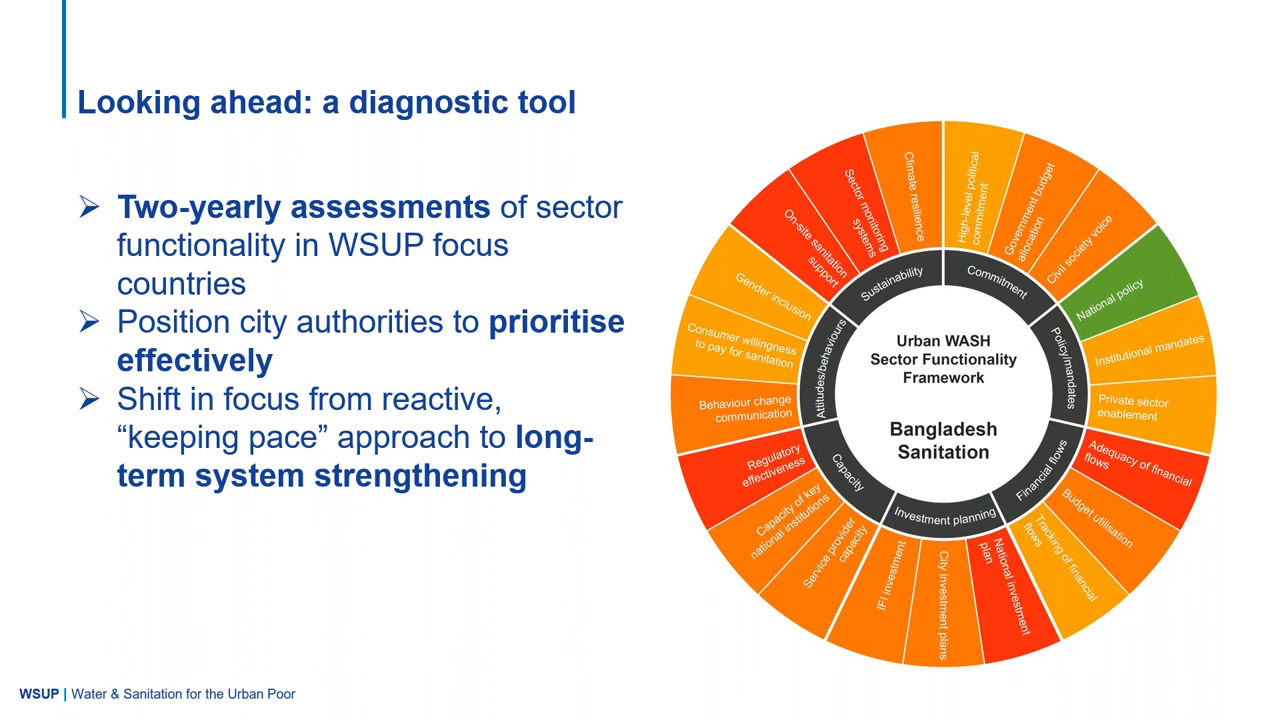 Looking ahead: a diagnostic tool
➢ Two-yearly assessments of sector
functionality in WSUP focus
countries
➢ Position city authorities to prioritise
effectively
➢ Shift in focus from reactive,
“keeping pace” approach to long-
term system strengthening
Urban WASH
Sector Functionality
Framework
Bangladesh
Sanitation
Commitment
High-level political
commitment
Government budget
allocation
Civil society voice
Policy/mandates
National policy
Institutional mandates
Private sector
enablement
Financial flows
Adequacy of financial
flows
Budget utilisation
Tracking of financial
flows
Investment planning
National investment
plan
City investment plans
IFI investment
Capacity
Service provider
capacity
Capacity of key
national institutions
Regulatory
effectiveness
Attitudes/behaviours
Behaviour change
communication
Consumer willingness
to pay for sanitation
Gender inclusion
Sustainability
On-site sanitation
support
Sector monitoring
systems
Climate resilience
WSUP | Water & Sanitation for the Urban Poor